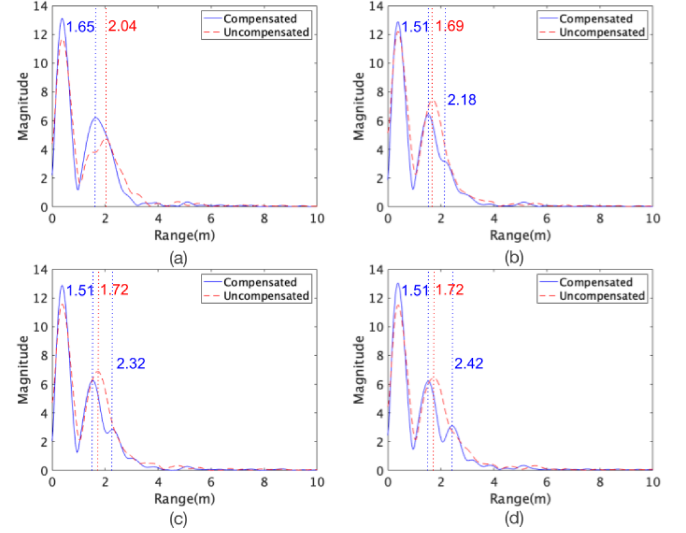 14
12
10
8
6
4
2
0
Magnitude
1.65
2.04
Compensated
Uncompensated
0 2 4 6 8 10
Range(m)
(a)
14
12
10
8
6
4
2
0
Magnitude
1.51
1.69
2.18
Compensated
Uncompensated
0 2 4 6 8 10
Range(m)
(b)
14
12
10
8
6
4
2
0
Magnitude
1.51
1.72
2.32
Compensated
Uncompensated
0 2 4 6 8 10
Range(m)
(c)
14
12
10
8
6
4
2
0
Magnitude
1.51
1.72
2.42
Compensated
Uncompensated
0 2 4 6 8 10
Range(m)
(d)